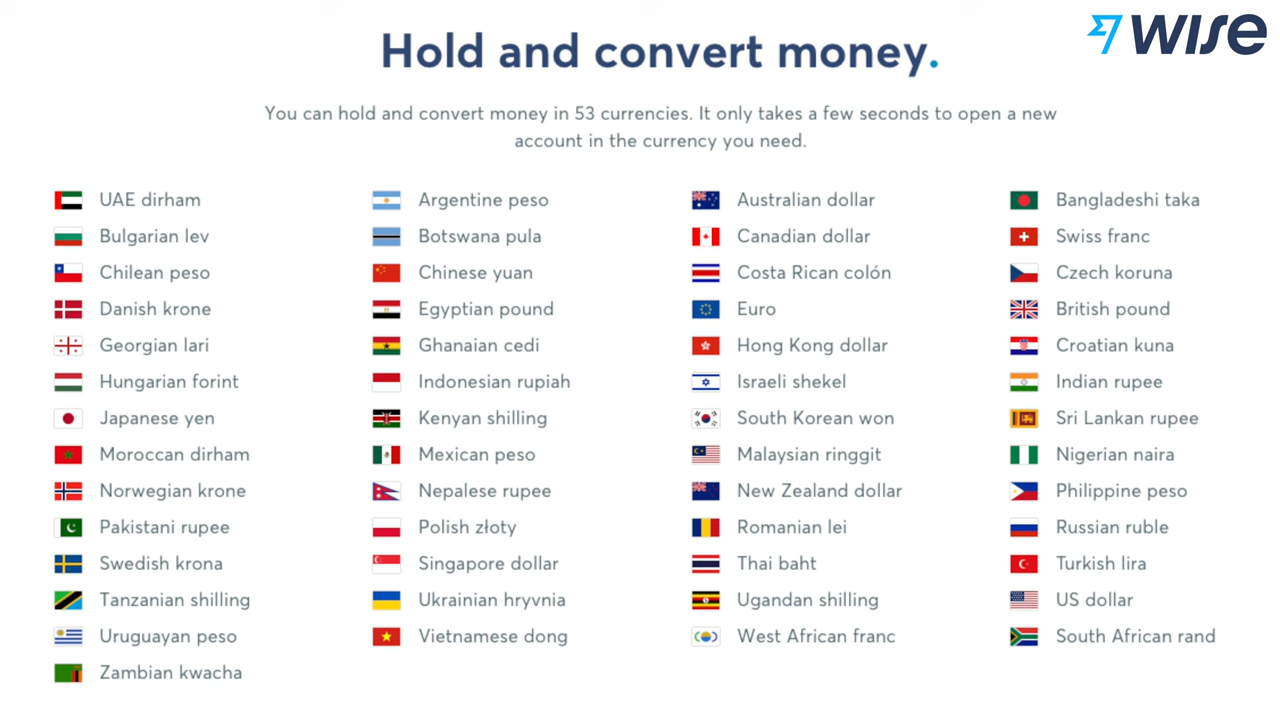 WISE
Hold and convert money.
You can hold and convert money in 53 currencies. It only takes a few seconds to open a new
account in the currency you need.
UAE dirham
Argentine peso
Australian dollar
Bangladeshi taka
Bulgarian lev
Botswana pula
Canadian dollar
Swiss franc
Chilean peso
Chinese yuan
Costa Rican colón
Czech koruna
Danish krone
Egyptian pound
Euro
British pound
Georgian lari
Ghanaian cedi
Hong Kong dollar
Croatian kuna
Hungarian forint
Indonesian rupiah
Israeli shekel
Indian rupee
Japanese yen
Kenyan shilling
South Korean won
Sri Lankan rupee
Moroccan dirham
Mexican peso
Malaysian ringgit
Nigerian naira
Norwegian krone
Nepalese rupee
New Zealand dollar
Philippine peso
Pakistani rupee
Polish złoty
Romanian lei
Russian ruble
Swedish krona
Singapore dollar
Thai baht
Turkish lira
Tanzanian shilling
Ukrainian hryvnia
Ugandan shilling
US dollar
Uruguayan peso
Vietnamese dong
West African franc
South African rand
Zambian kwacha